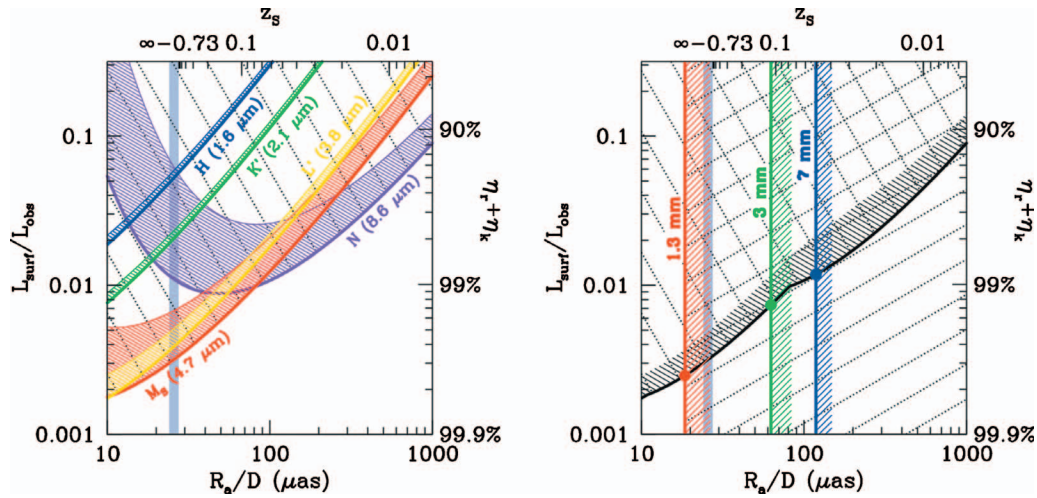 z_S
∞−0.73 0.1 0.01
0.1
0.01
0.001
L_surf/L_obs
H (1.6 μm)
K' (2.1 μm)
L' (3.8 μm)
N (8.6 μm)
M_s (4.7 μm)
90%
99%
99.9%
η_r+η_k
10 100 1000
R_a/D (μas)
z_S
∞−0.73 0.1 0.01
0.1
0.01
0.001
L_surf/L_obs
1.3 mm
3 mm
7 mm
90%
99%
99.9%
η_r+η_k
10 100 1000
R_a/D (μas)